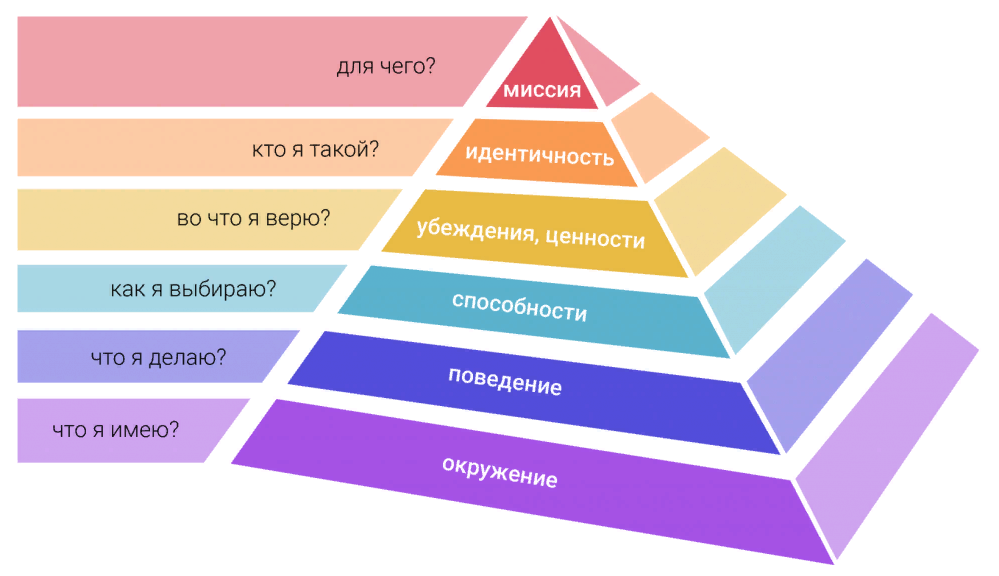 для чего?
миссия
кто я такой?
идентичность
во что я верю?
убеждения, ценности
как я выбираю?
способности
что я делаю?
поведение
что я имею?
окружение